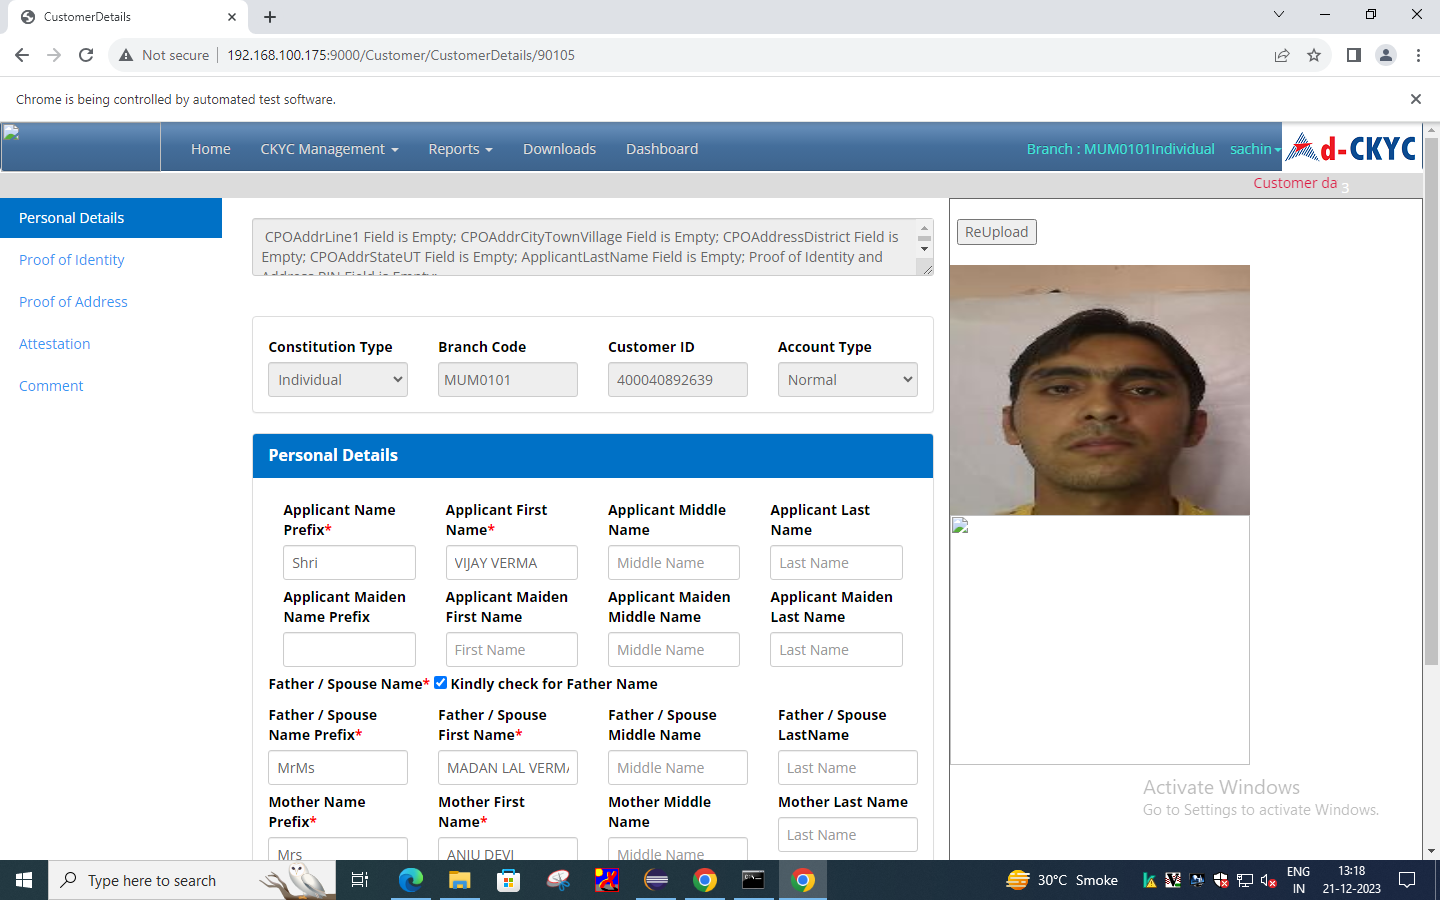 CustomerDetails
Not secure 192.168.100.175:9000/Customer/CustomerDetails/90105
Chrome is being controlled by automated test software.
Home CKYC Management Reports Downloads Dashboard Branch : MUM0101Individual sachin d-CKYC
Customer da 3
Personal Details
Proof of Identity
Proof of Address
Attestation
Comment
CPOAddrLine1 Field is Empty; CPOAddrCityTownVillage Field is Empty; CPOAddressDistrict Field is
Empty; CPOAddrStateUT Field is Empty; ApplicantLastName Field is Empty; Proof of Identity and
Address PIN Field is Empty;
ReUpload
Constitution Type Branch Code Customer ID Account Type
Individual MUM0101 400040892639 Normal
Personal Details
Applicant Name Prefix* Applicant First Name* Applicant Middle Name Applicant Last Name
Shri VIJAY VERMA Middle Name Last Name
Applicant Maiden Name Prefix Applicant Maiden First Name Applicant Maiden Middle Name Applicant Maiden Last Name
First Name Middle Name Last Name
Father / Spouse Name* Kindly check for Father Name
Father / Spouse Name Prefix* Father / Spouse First Name* Father / Spouse Middle Name Father / Spouse LastName
MrMs MADAN LAL VERMA Middle Name Last Name
Mother Name Prefix* Mother First Name* Mother Middle Name Mother Last Name
Mrs ANJU DEVI Middle Name Last Name
Activate Windows
Go to Settings to activate Windows.
Type here to search
30°C Smoke
ENG
IN
13:18
21-12-2023